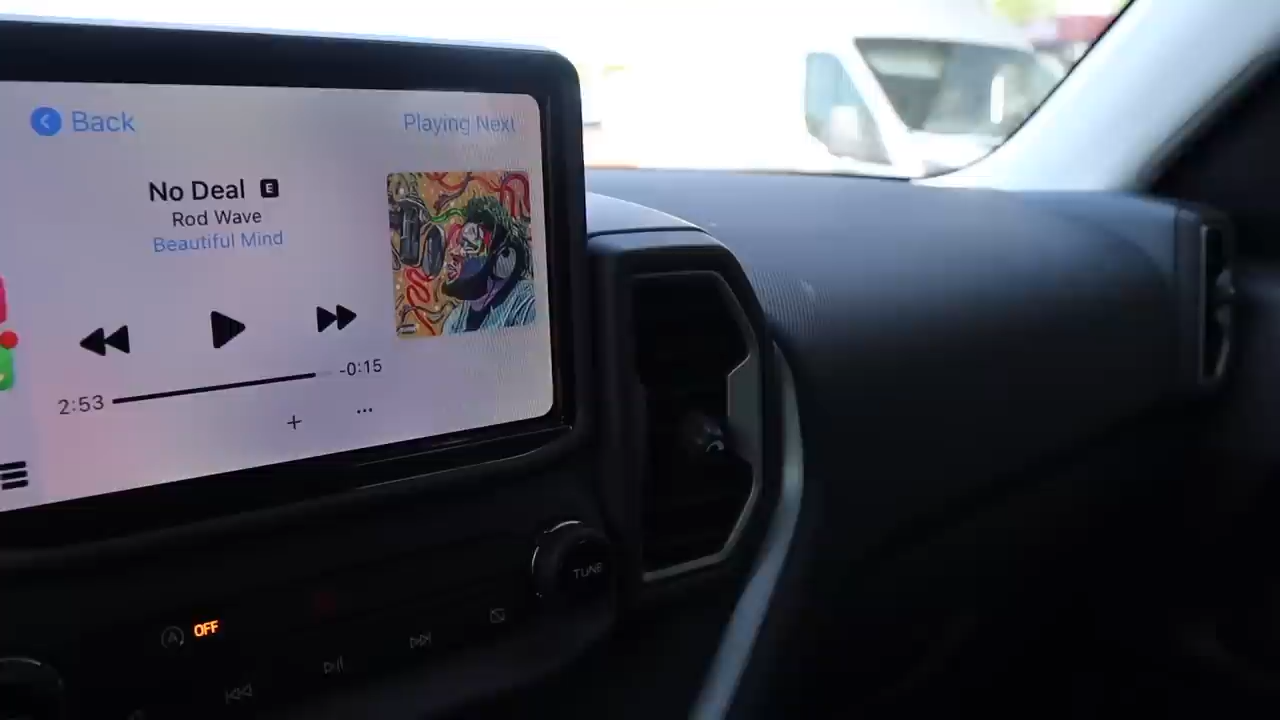 Back
Playing Next
No Deal E
Rod Wave
Beautiful Mind
2:53
-0:15
TUNE
A OFF